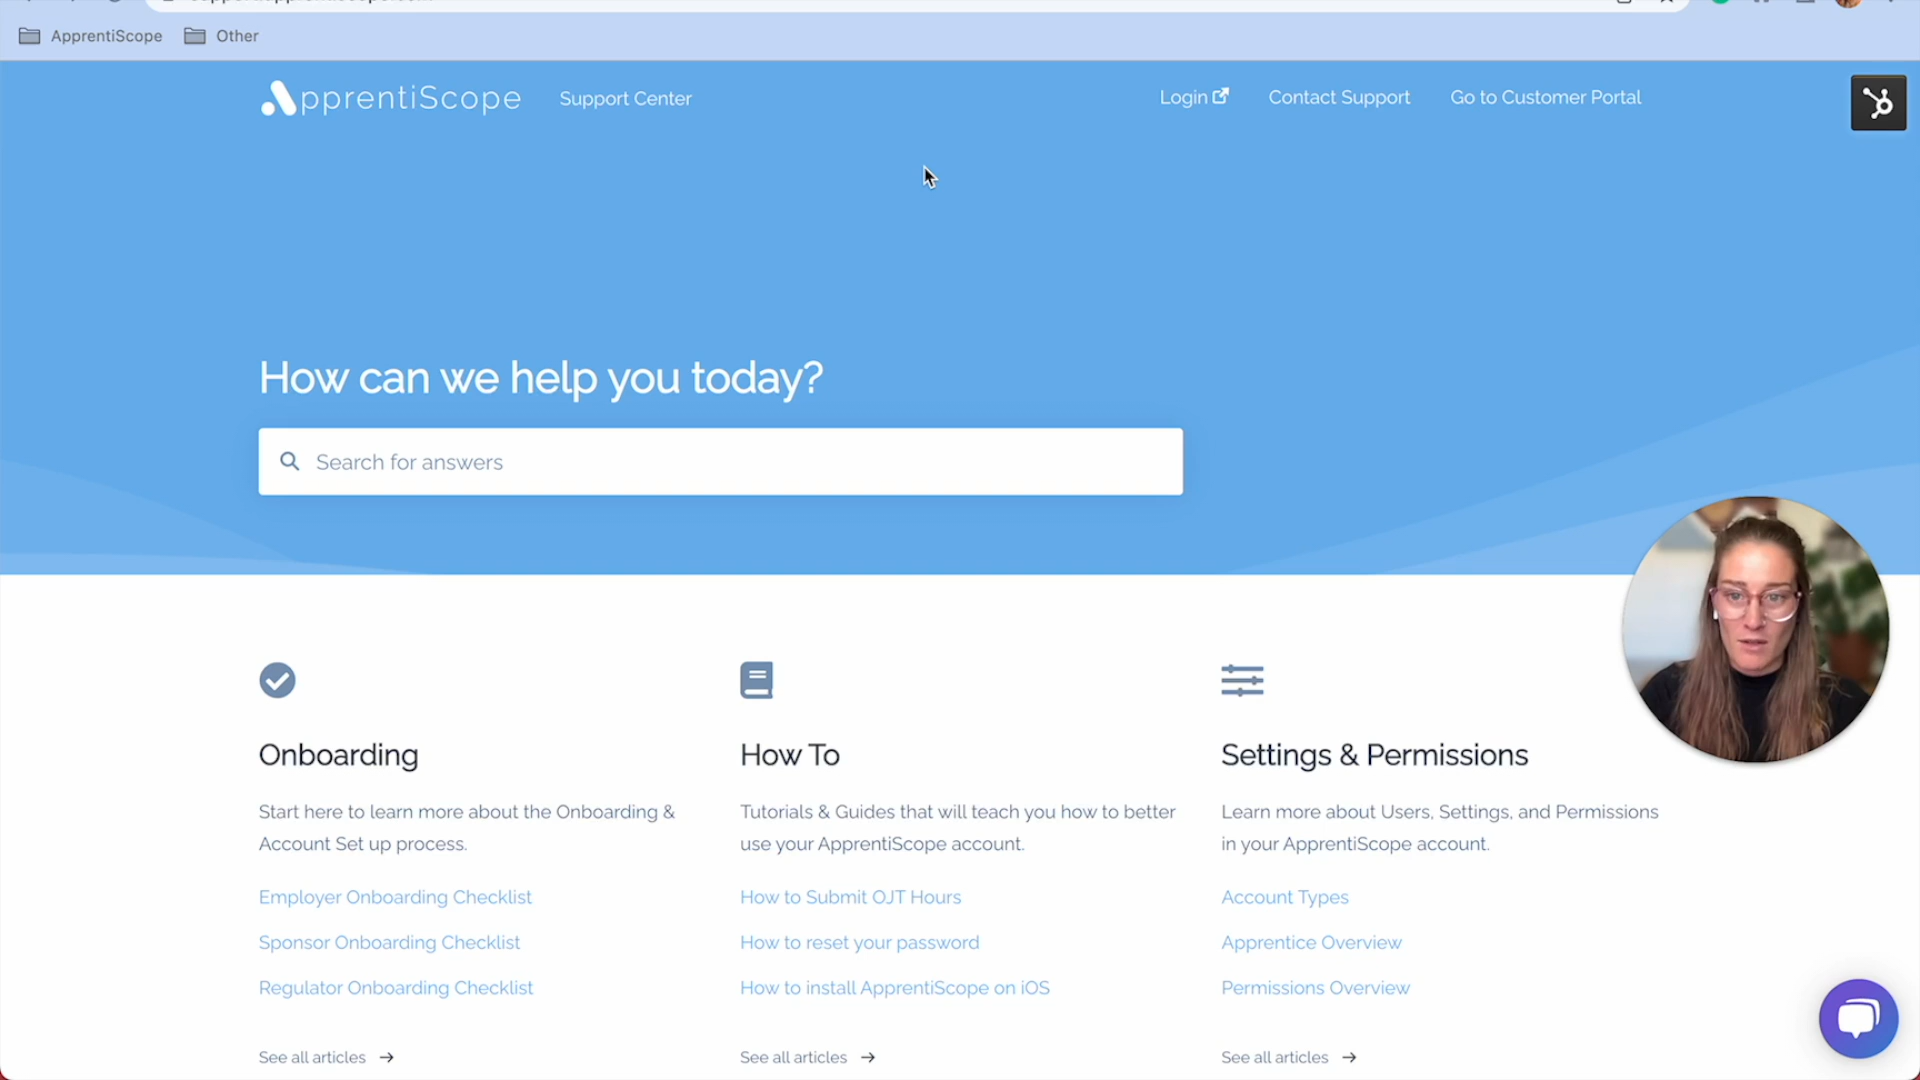 ApprentiScope
Other
ApprentiScope
Support Center
Login
Contact Support
Go to Customer Portal
How can we help you today?
Search for answers
Onboarding
Start here to learn more about the Onboarding &
Account Set up process.
Employer Onboarding Checklist
Sponsor Onboarding Checklist
Regulator Onboarding Checklist
See all articles →
How To
Tutorials & Guides that will teach you how to better
use your ApprentiScope account.
How to Submit OJT Hours
How to reset your password
How to install ApprentiScope on iOS
See all articles →
Settings & Permissions
Learn more about Users, Settings, and Permissions
in your ApprentiScope account.
Account Types
Apprentice Overview
Permissions Overview
See all articles →